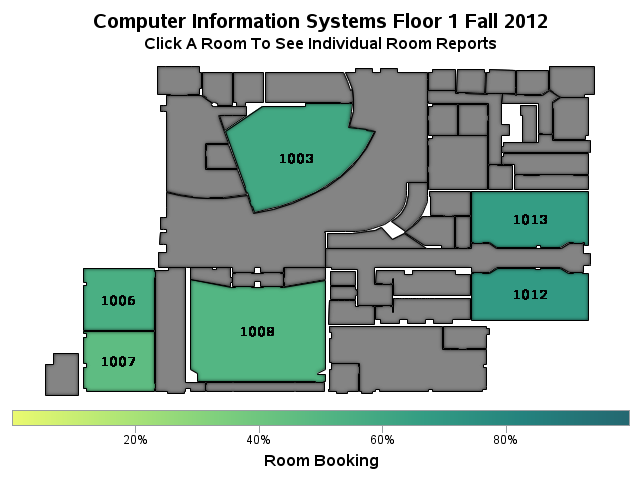 Computer Information Systems Floor 1 Fall 2012
Click A Room To See Individual Room Reports
1003
1013
1006
1012
1008
1007
20% 40% 60% 80%
Room Booking